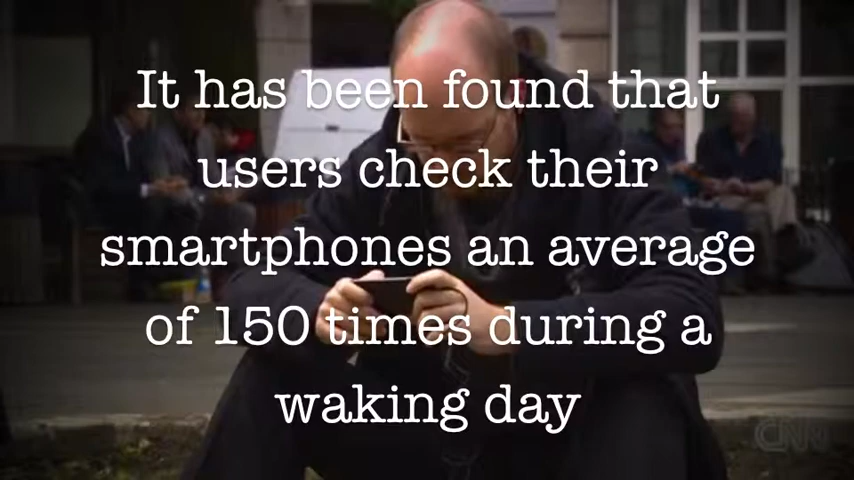 It has been found that
users check their
smartphones an average
of 150 times during a
waking day
CNN